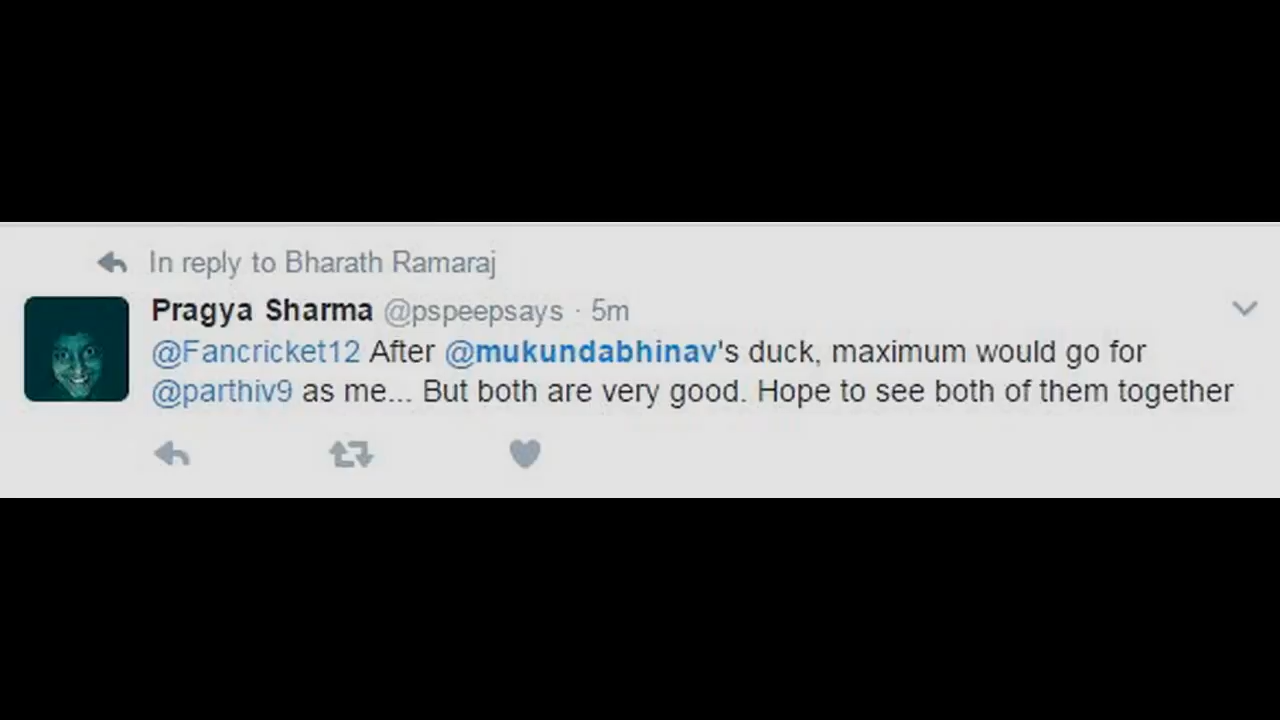 In reply to Bharath Ramaraj
Pragya Sharma @pspeepsays · 5m
@Fancricket12 After @mukundabhinav's duck, maximum would go for
@parthiv9 as me... But both are very good. Hope to see both of them together